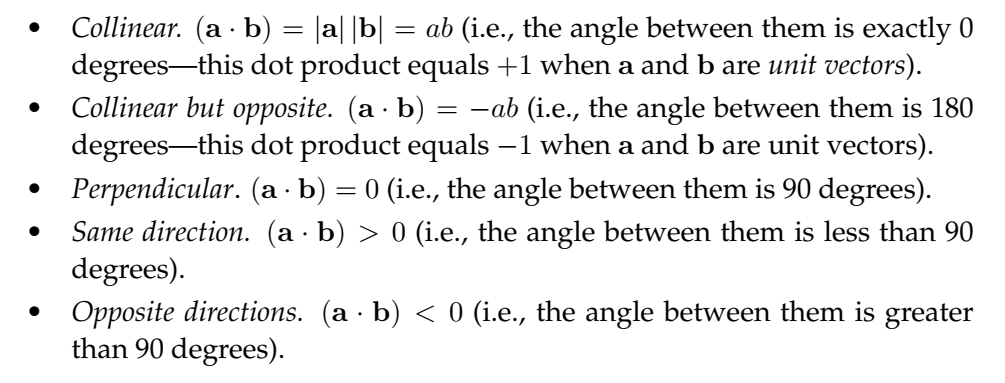 • Collinear. (a · b) = |a| |b| = ab (i.e., the angle between them is exactly 0
degrees—this dot product equals +1 when a and b are unit vectors).
• Collinear but opposite. (a · b) = −ab (i.e., the angle between them is 180
degrees—this dot product equals −1 when a and b are unit vectors).
• Perpendicular. (a · b) = 0 (i.e., the angle between them is 90 degrees).
• Same direction. (a · b) > 0 (i.e., the angle between them is less than 90
degrees).
• Opposite directions. (a · b) < 0 (i.e., the angle between them is greater
than 90 degrees).